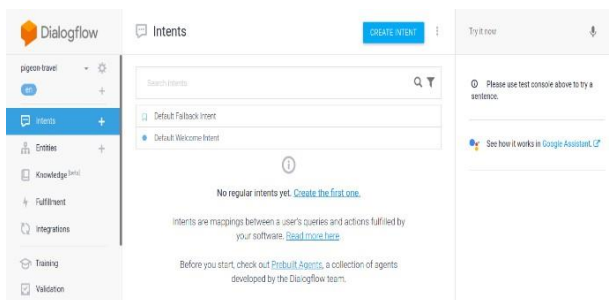 Dialogflow
Intents
CREATE INTENT
Try it now
pigeon-travel
en
Search intents
Please use test console above to try a
sentence.
Intents
Default Fallback Intent
Entities
Default Welcome Intent
See how it works in Google Assistant.
Knowledge [beta]
No regular intents yet. Create the first one.
Fulfillment
Intents are mappings between a user's queries and actions fulfilled by
your software. Read more here.
Integrations
Training
Before you start, check out Prebuilt Agents, a collection of agents
developed by the Dialogflow team.
Validation